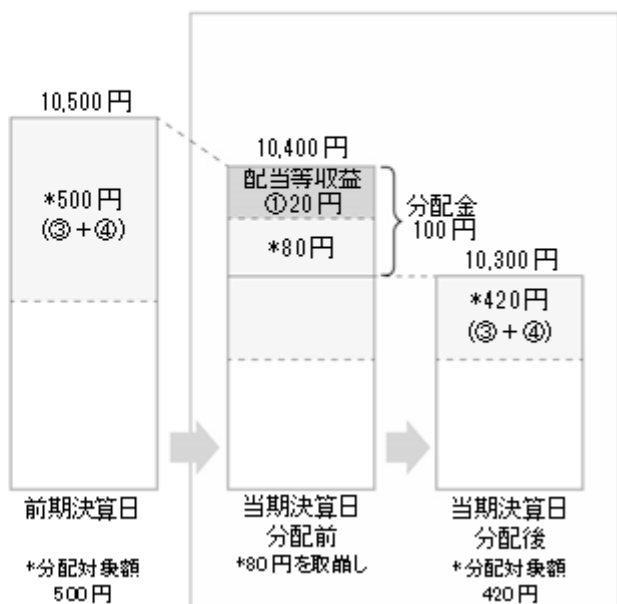 10,500円
*500円
(③+④)
前期決算日
*分配対象額
500円
10,400円
配当等収益
①20円
*80円
分配金
100円
当期決算日
分配前
*80円を取崩し
10,300円
*420円
(③+④)
当期決算日
分配後
*分配対象額
420円